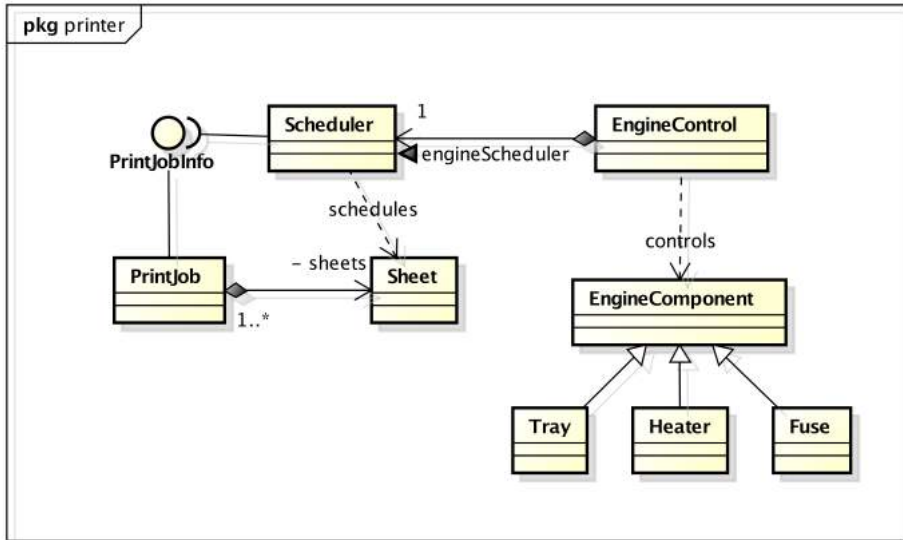 pkg printer
1
Scheduler
EngineControl
PrintJobInfo
engineScheduler
schedules
controls
- sheets
PrintJob
Sheet
EngineComponent
1..*
Tray
Heater
Fuse